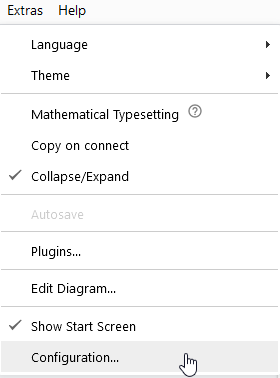 Extras Help
Language
Theme
Mathematical Typesetting ?
Copy on connect
Collapse/Expand
Autosave
Plugins...
Edit Diagram...
Show Start Screen
Configuration...